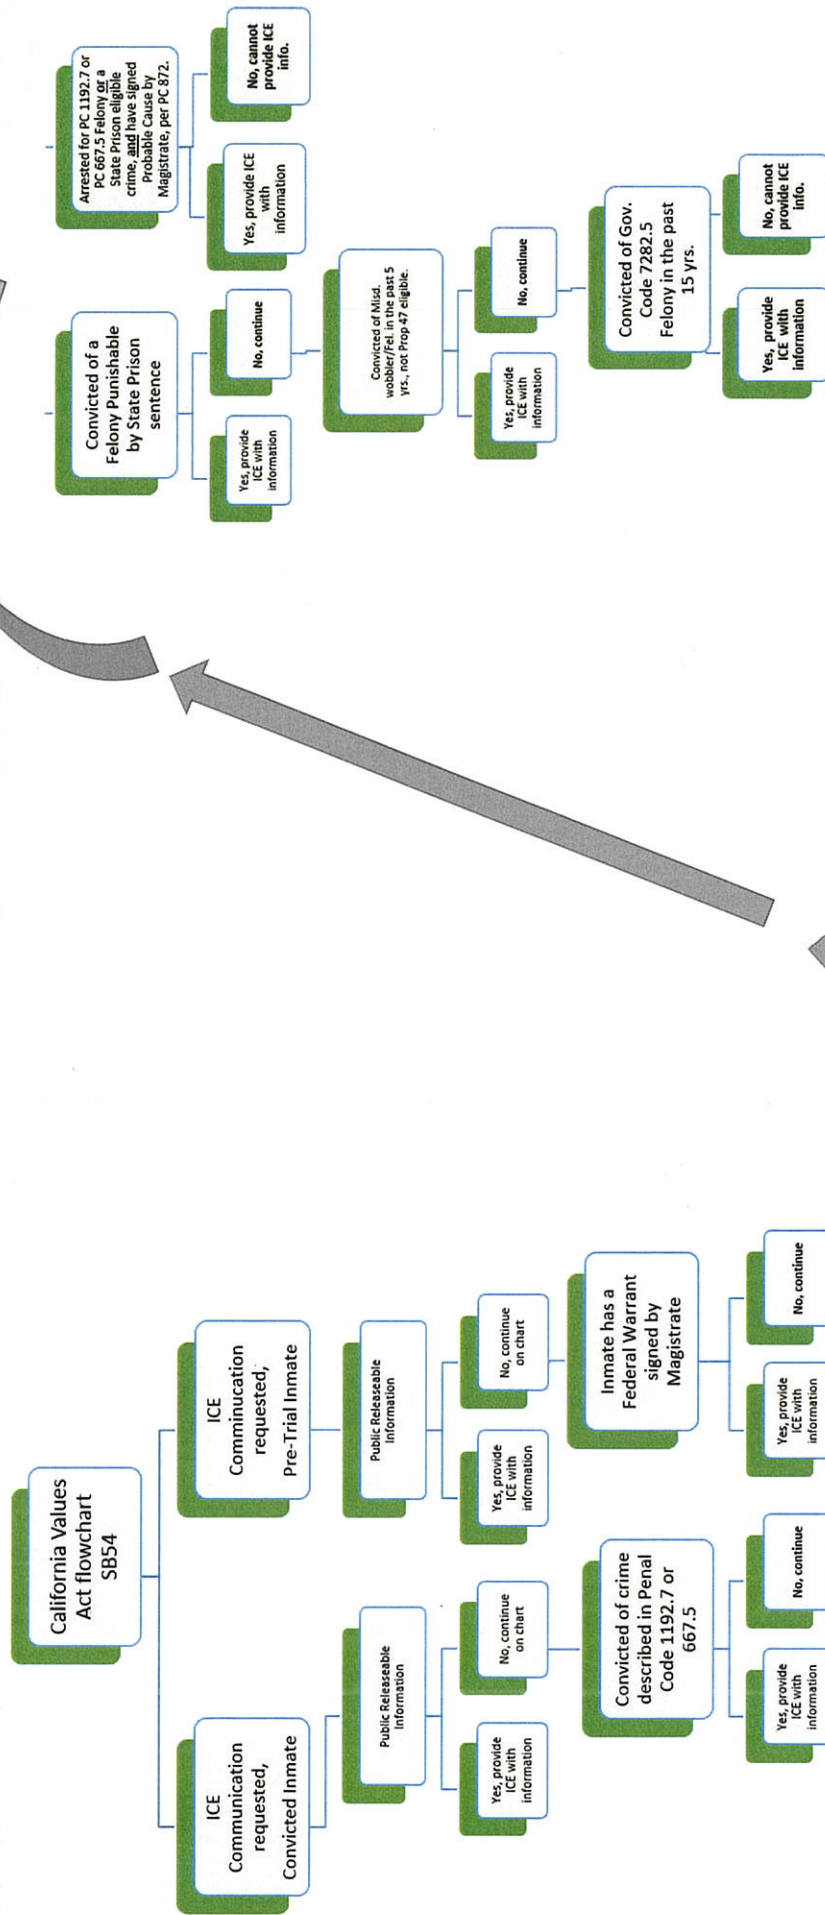 California Values
Act flowchart
SB54
ICE
Communication
requested,
Convicted Inmate
Public Releaseable
Information
Yes, provide
ICE with
information
No, continue
on chart
Convicted of crime
described in Penal
Code 1192.7 or
667.5
Yes, provide
ICE with
information
No, continue
ICE
Comminucation
requested,
Pre-Trial Inmate
Public Releaseable
Information
Yes, provide
ICE with
information
No, continue
on chart
Inmate has a
Federal Warrant
signed by
Magistrate
Yes, provide
ICE with
information
No, continue
Convicted of a
Felony Punishable
by State Prison
sentence
Yes, provide
ICE with
information
No, continue
Convicted of Misd.
wobbler/Fel. in the past 5
yrs., not Prop 47 eligible.
Yes, provide
ICE with
information
No, continue
Convicted of Gov.
Code 7282.5
Felony in the past
15 yrs.
Yes, provide
ICE with
information
No, cannot
provide ICE
info.
Arrested for PC 1192.7 or
PC 667.5 Felony or a
State Prison eligible
crime, and have signed
Probable Cause by
Magistrate, per PC 872.
Yes, provide ICE
with
information
No, cannot
provide ICE
info.